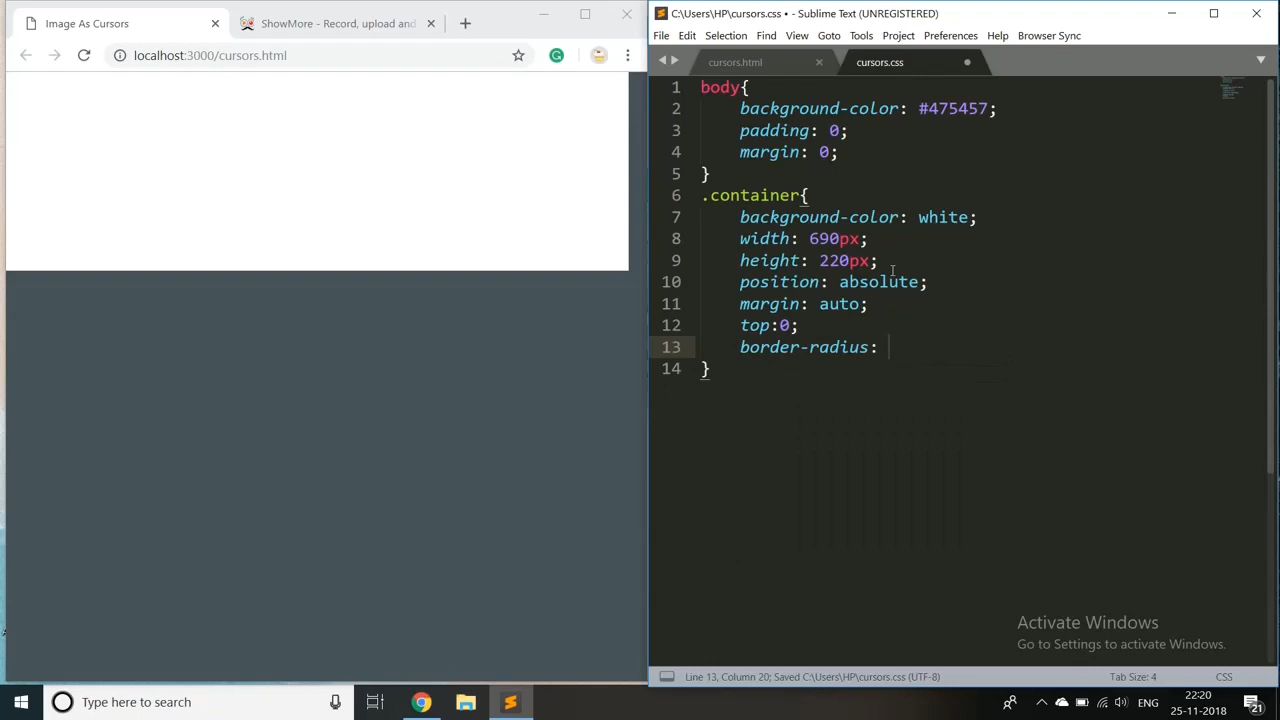 Image As Cursors
ShowMore - Record, upload and
localhost:3000/cursors.html
C:\Users\HP\cursors.css • - Sublime Text (UNREGISTERED)
File Edit Selection Find View Goto Tools Project Preferences Help Browser Sync
cursors.html
cursors.css
1 body{
2 background-color: #475457;
3 padding: 0;
4 margin: 0;
5 }
6 .container{
7 background-color: white;
8 width: 690px;
9 height: 220px;
10 position: absolute;
11 margin: auto;
12 top:0;
13 border-radius:
14 }
Activate Windows
Go to Settings to activate Windows.
Line 13, Column 20; Saved C:\Users\HP\cursors.css (UTF-8)
Tab Size: 4
CSS
Type here to search
ENG
22:20
25-11-2018
21